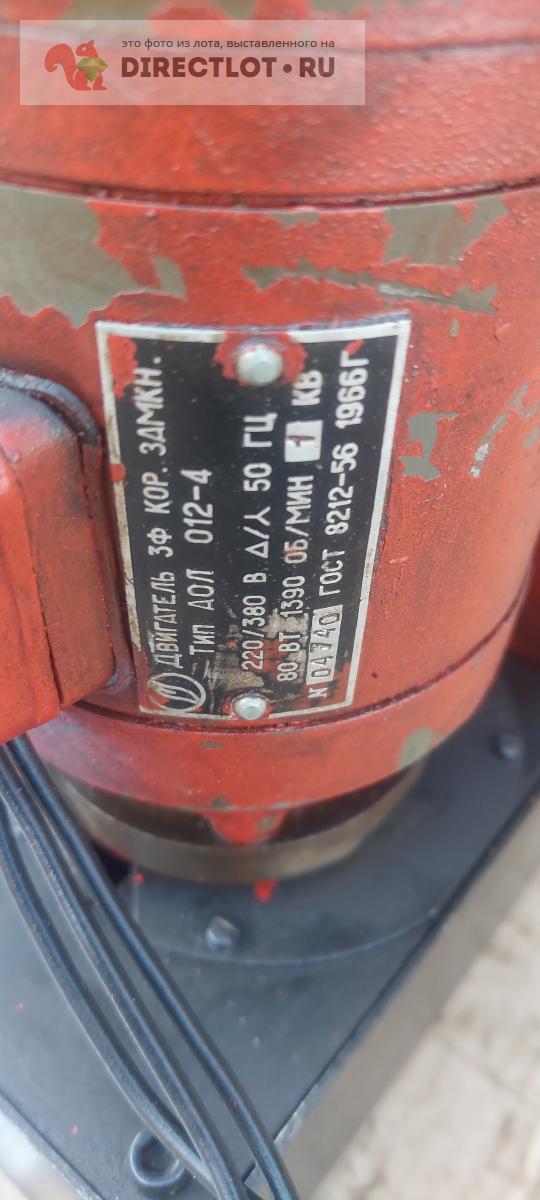 это фото из лота, выставленного на
DIRECTLOT.RU
ДВИГАТЕЛЬ 3Ф КОР. ЗАМКН.
ТИП АОЛ 012-4
220/380 В Δ/⅄ 50 ГЦ
80 ВТ 1390 ОБ/МИН 1 КВ
N 04740 ГОСТ 8212-56 1966Г